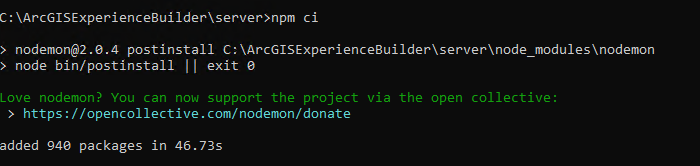 C:\ArcGISExperienceBuilder\server>npm ci
> nodemon@2.0.4 postinstall C:\ArcGISExperienceBuilder\server\node_modules\nodemon
> node bin/postinstall || exit 0
Love nodemon? You can now support the project via the open collective:
> https://opencollective.com/nodemon/donate
added 940 packages in 46.73s